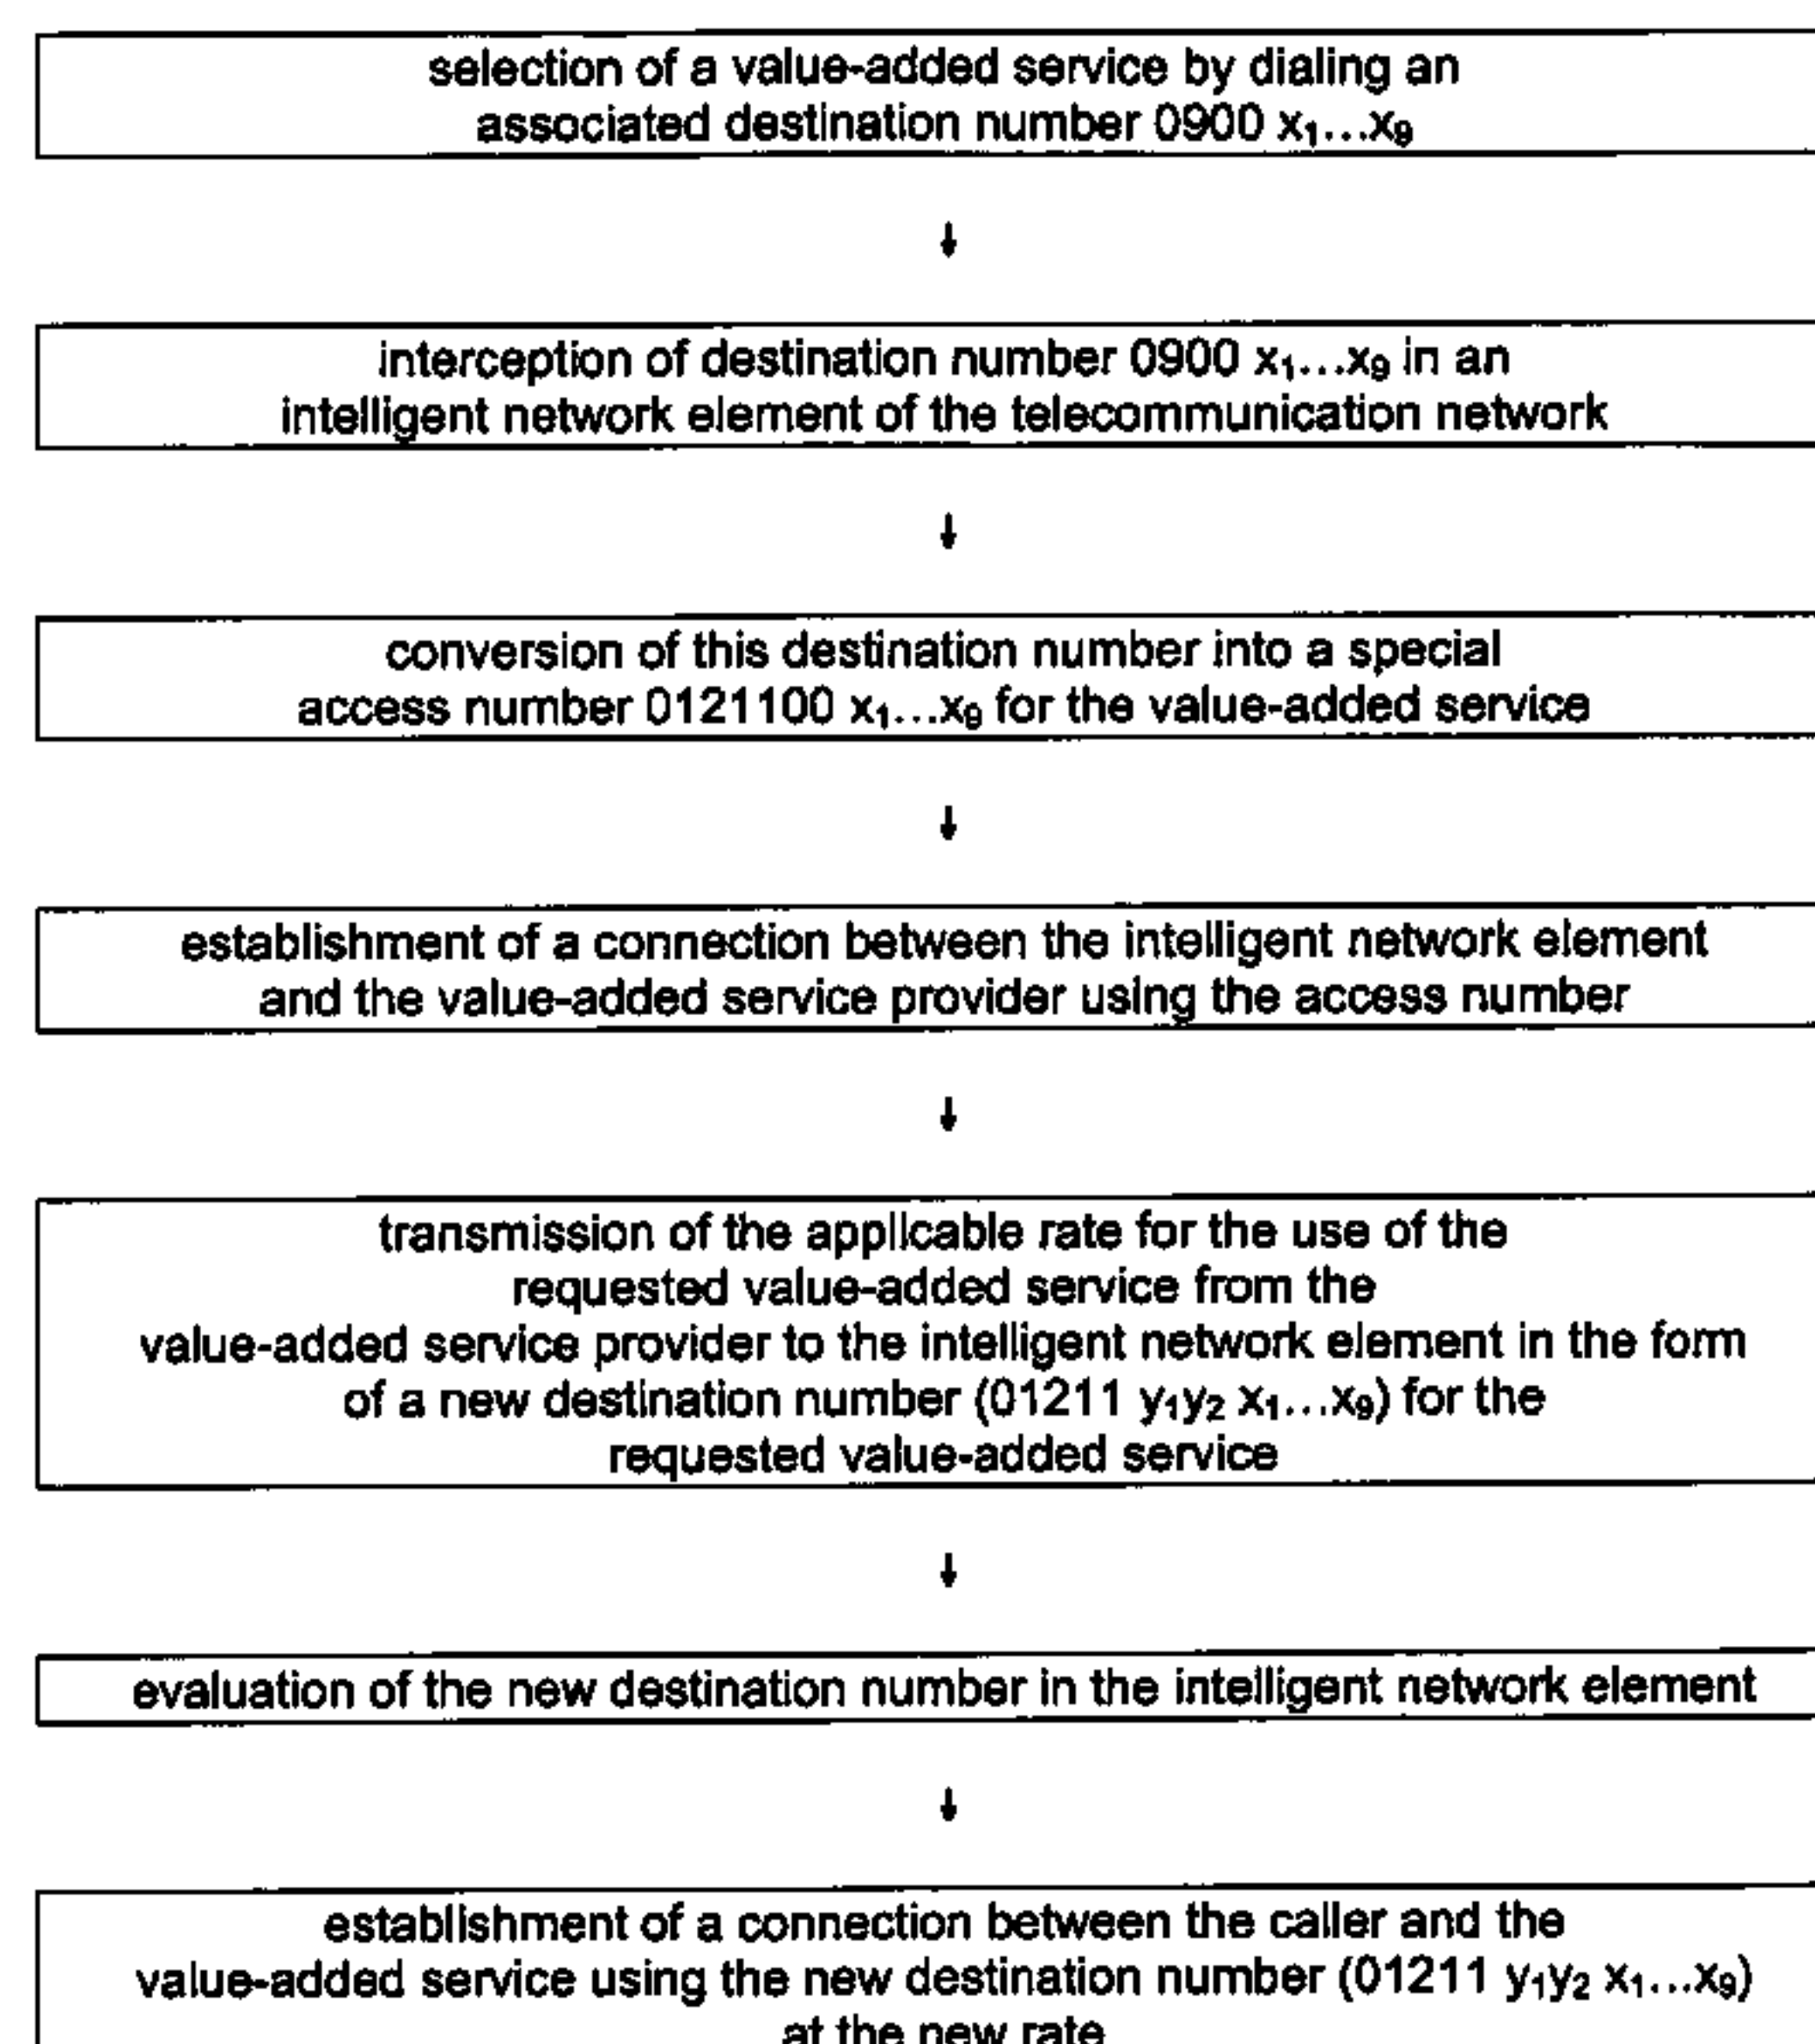 selection of a value-added service by dialing an
associated destination number 0900 x₁...x₉
interception of destination number 0900 x₁...x₉ in an
intelligent network element of the telecommunication network
conversion of this destination number into a special
access number 0121100 x₁...x₉ for the value-added service
establishment of a connection between the intelligent network element
and the value-added service provider using the access number
transmission of the applicable rate for the use of the
requested value-added service from the
value-added service provider to the intelligent network element in the form
of a new destination number (01211 y₁y₂ x₁...x₉) for the
requested value-added service
evaluation of the new destination number in the intelligent network element
establishment of a connection between the caller and the
value-added service using the new destination number (01211 y₁y₂ x₁...x₉)
at the new rate